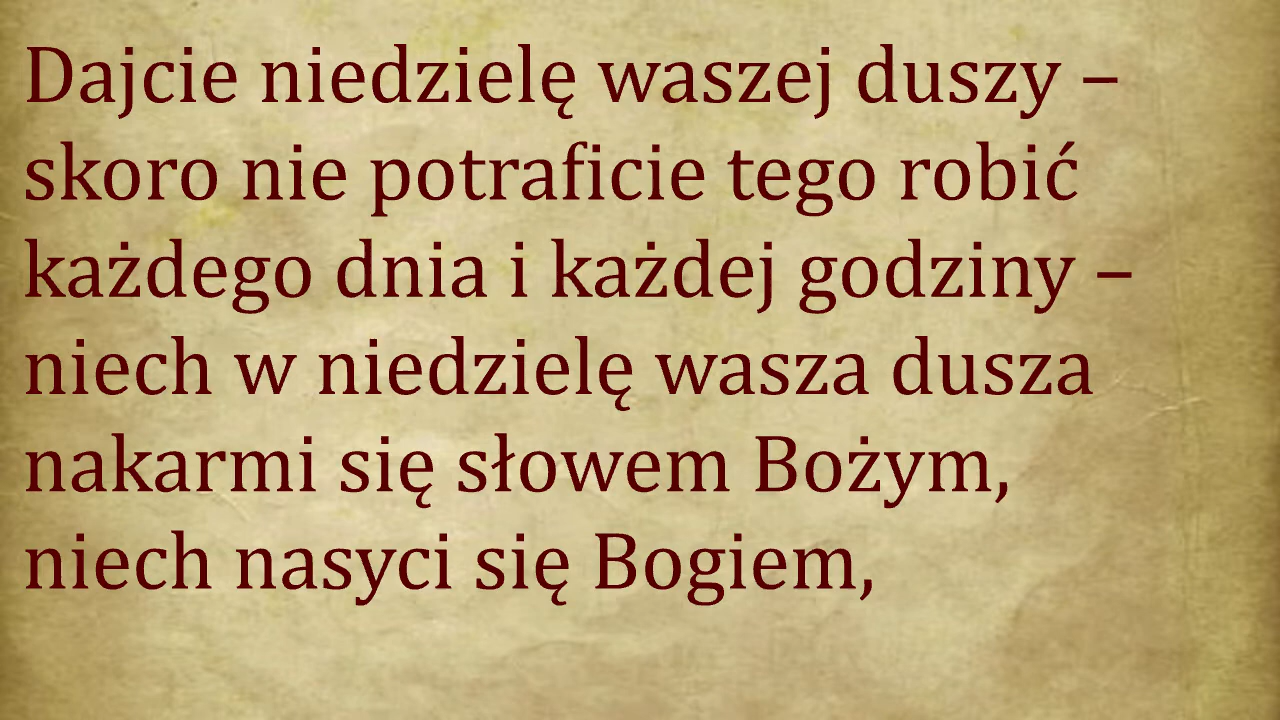 Dajcie niedzielę waszej duszy –
skoro nie potraficie tego robić
każdego dnia i każdej godziny –
niech w niedzielę wasza dusza
nakarmi się słowem Bożym,
niech nasyci się Bogiem,